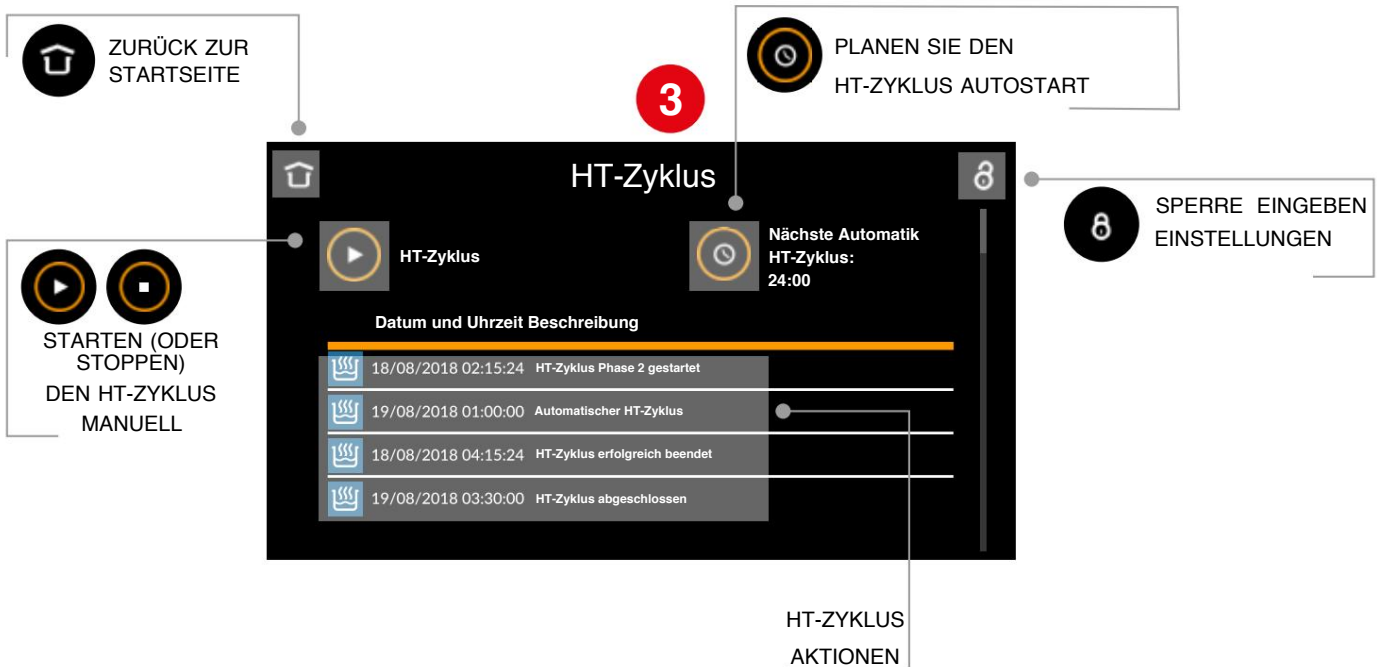 ZURÜCK ZUR
STARTSEITE
PLANEN SIE DEN
HT-ZYKLUS AUTOSTART
3
HT-Zyklus
SPERRE EINGEBEN
EINSTELLUNGEN
HT-Zyklus
Nächste Automatik
HT-Zyklus:
24:00
STARTEN (ODER
STOPPEN)
DEN HT-ZYKLUS
MANUELL
Datum und Uhrzeit Beschreibung
18/08/2018 02:15:24 HT-Zyklus Phase 2 gestartet
19/08/2018 01:00:00 Automatischer HT-Zyklus
18/08/2018 04:15:24 HT-Zyklus erfolgreich beendet
19/08/2018 03:30:00 HT-Zyklus abgeschlossen
HT-ZYKLUS
AKTIONEN